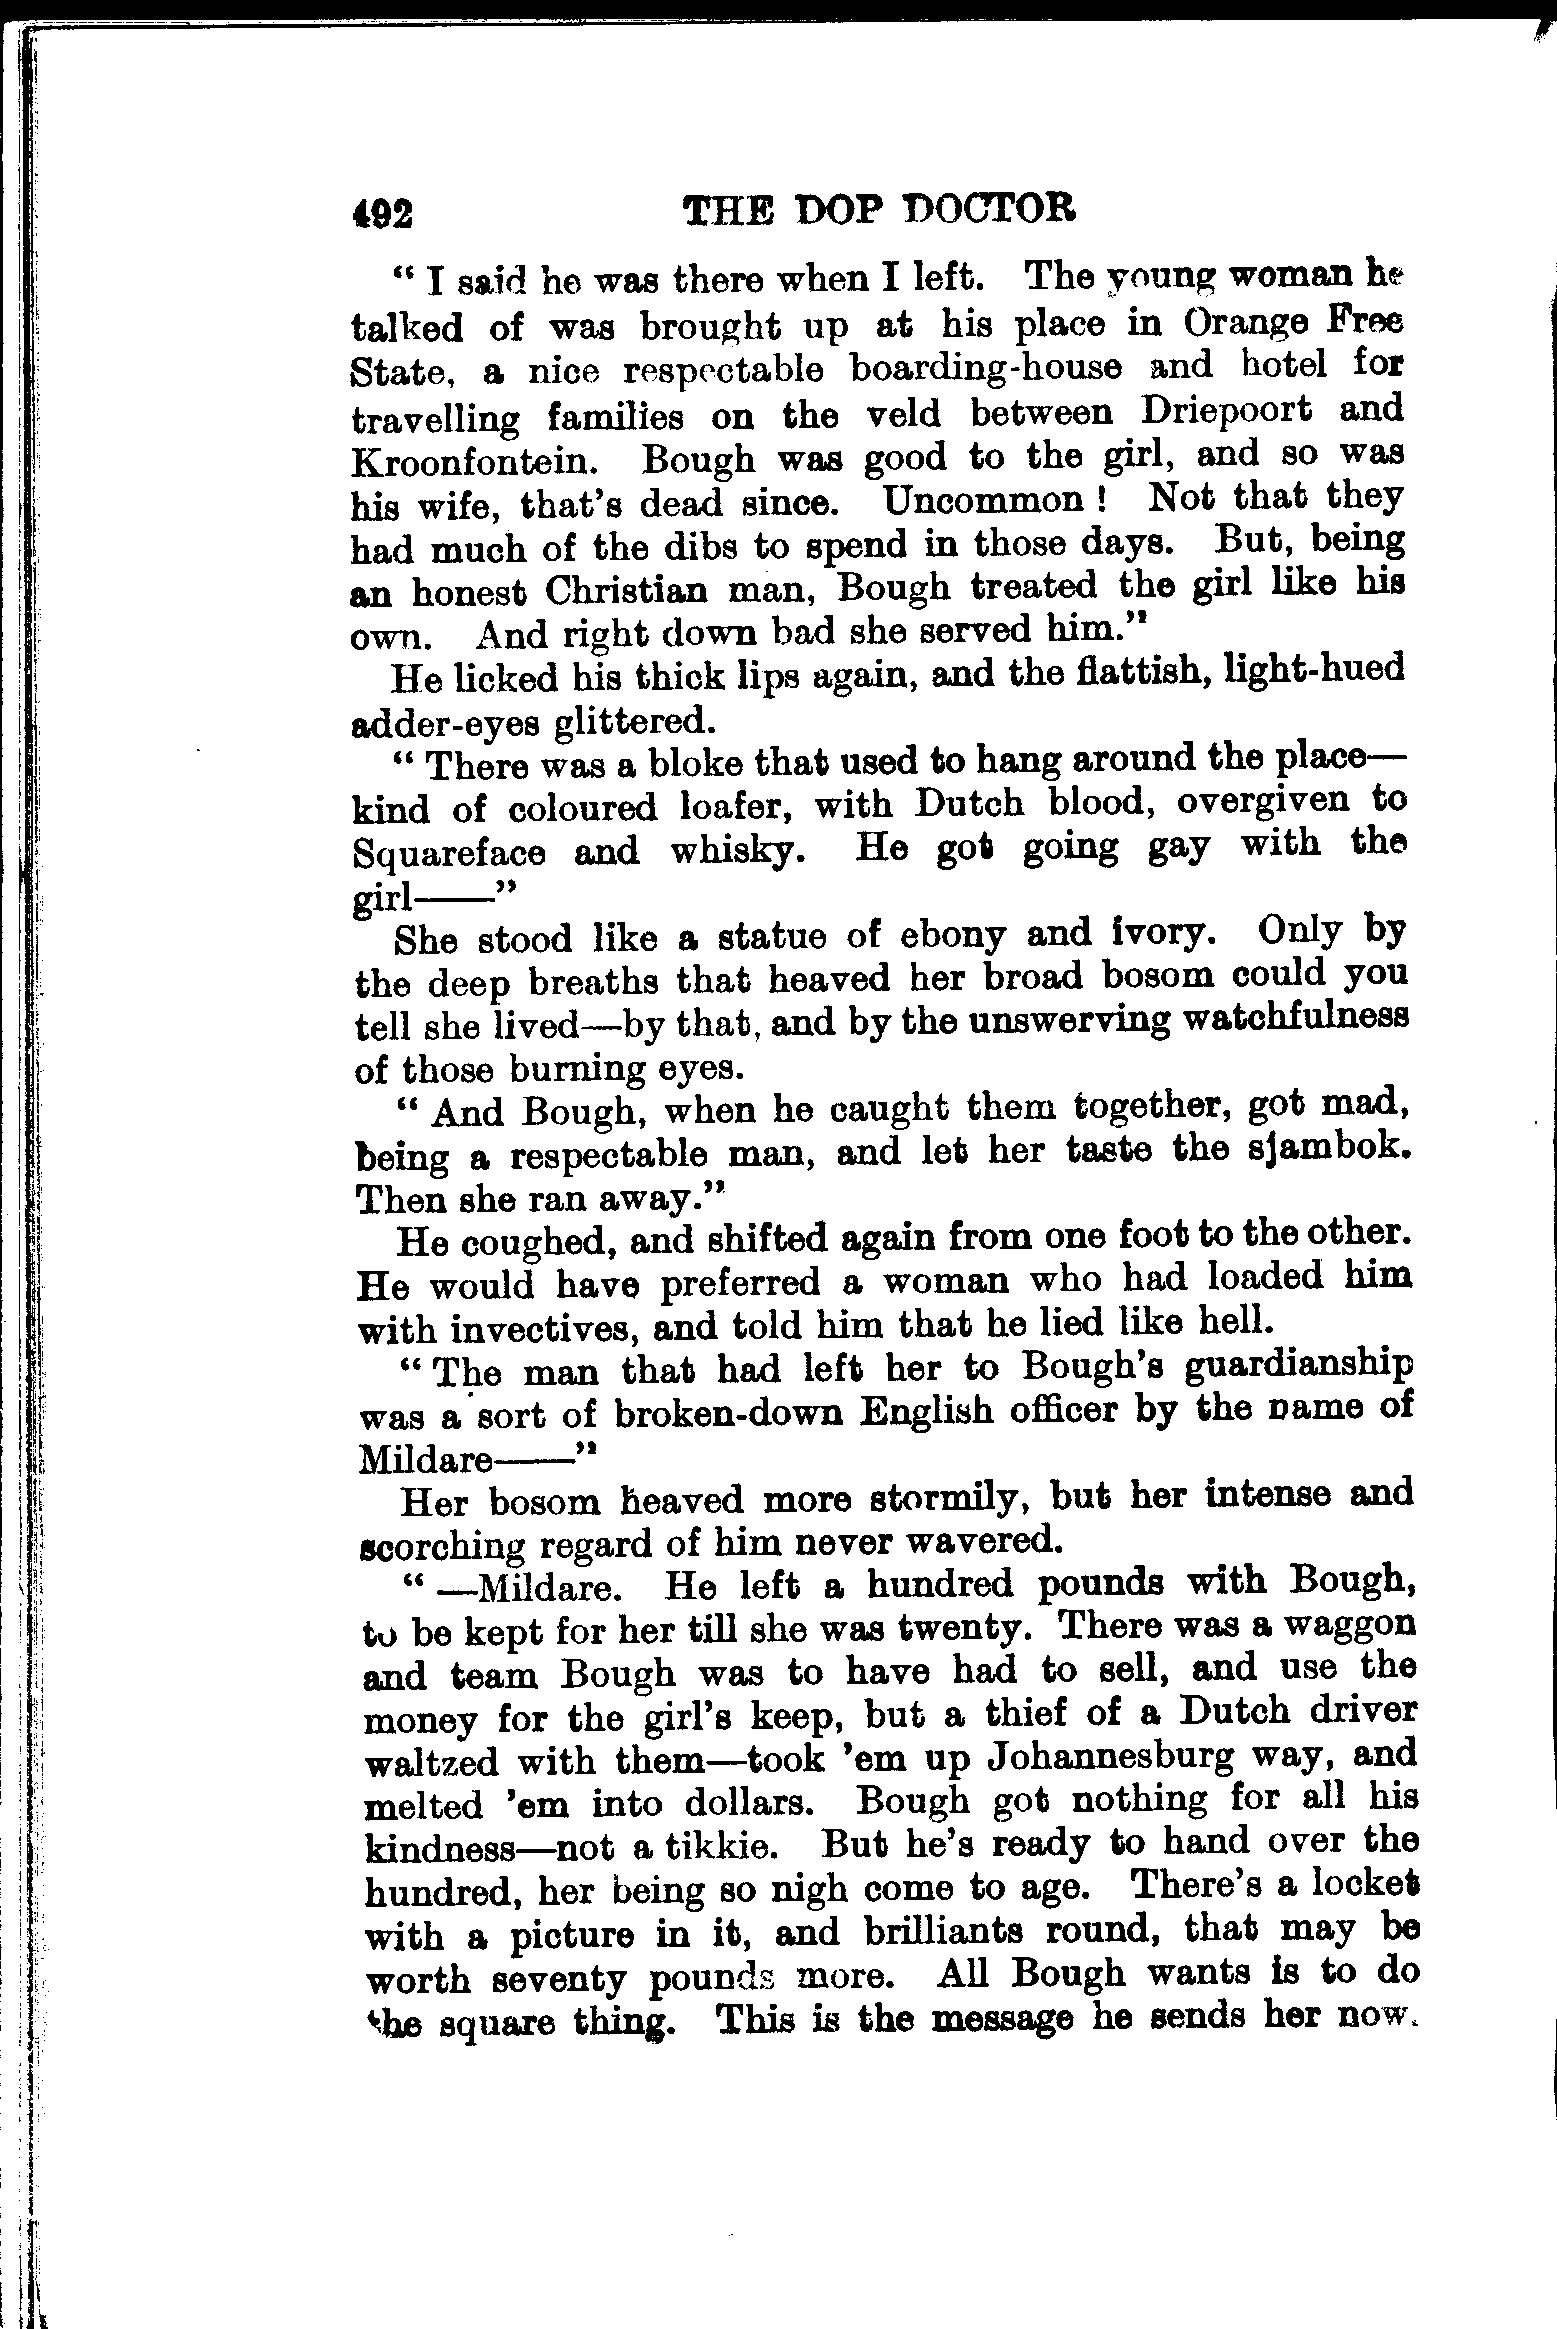 492 THE DOP DOCTOR
“ I said he was there when I left. The young woman he
talked of was brought up at his place in Orange Free
State, a nice respectable boarding-house and hotel for
travelling families on the veld between Driepoort and
Kroonfontein. Bough was good to the girl, and so was
his wife, that’s dead since. Uncommon ! Not that they
had much of the dibs to spend in those days. But, being
an honest Christian man, Bough treated the girl like his
own. And right down bad she served him.”
He licked his thick lips again, and the flattish, light-hued
adder-eyes glittered.
“ There was a bloke that used to hang around the place—
kind of coloured loafer, with Dutch blood, overgiven to
Squareface and whisky. He got going gay with the
girl——”
She stood like a statue of ebony and ivory. Only by
the deep breaths that heaved her broad bosom could you
tell she lived—by that, and by the unswerving watchfulness
of those burning eyes.
“ And Bough, when he caught them together, got mad,
being a respectable man, and let her taste the sjambok.
Then she ran away.”
He coughed, and shifted again from one foot to the other.
He would have preferred a woman who had loaded him
with invectives, and told him that he lied like hell.
“ The man that had left her to Bough’s guardianship
was a sort of broken-down English officer by the name of
Mildare——”
Her bosom heaved more stormily, but her intense and
scorching regard of him never wavered.
“ —Mildare. He left a hundred pounds with Bough,
to be kept for her till she was twenty. There was a waggon
and team Bough was to have had to sell, and use the
money for the girl’s keep, but a thief of a Dutch driver
waltzed with them—took ’em up Johannesburg way, and
melted ’em into dollars. Bough got nothing for all his
kindness—not a tikkie. But he’s ready to hand over the
hundred, her being so nigh come to age. There’s a locket
with a picture in it, and brilliants round, that may be
worth seventy pounds more. All Bough wants is to do
the square thing. This is the message he sends her now.